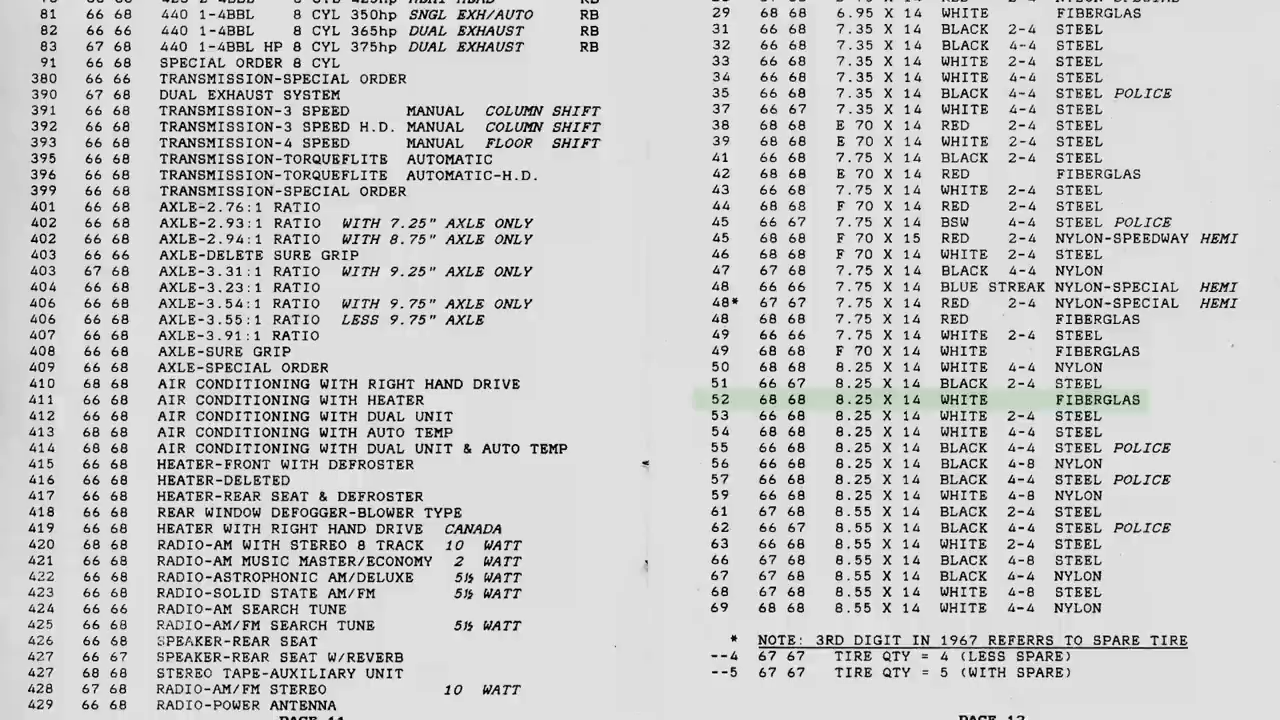 81 66 66 440 1-4BBL 8 CYL 350hp SNGL EXH/AUTO RB
82 66 66 440 1-4BBL 8 CYL 365hp DUAL EXHAUST RB
83 67 68 440 1-4BBL HP 8 CYL 375hp DUAL EXHAUST RB
91 66 68 SPECIAL ORDER 8 CYL
380 66 66 TRANSMISSION-SPECIAL ORDER
390 67 68 DUAL EXHAUST SYSTEM
391 66 68 TRANSMISSION-3 SPEED MANUAL COLUMN SHIFT
392 66 68 TRANSMISSION-3 SPEED H.D. MANUAL COLUMN SHIFT
393 66 68 TRANSMISSION-4 SPEED MANUAL FLOOR SHIFT
395 66 68 TRANSMISSION-TORQUEFLITE AUTOMATIC
396 66 68 TRANSMISSION-TORQUEFLITE AUTOMATIC-H.D.
399 66 68 TRANSMISSION-SPECIAL ORDER
401 66 68 AXLE-2.76:1 RATIO
402 66 68 AXLE-2.93:1 RATIO WITH 7.25" AXLE ONLY
402 66 68 AXLE-2.94:1 RATIO WITH 8.75" AXLE ONLY
403 66 66 AXLE-DELETE SURE GRIP
403 67 68 AXLE-3.31:1 RATIO WITH 9.25" AXLE ONLY
404 66 68 AXLE-3.23:1 RATIO
406 66 68 AXLE-3.54:1 RATIO WITH 9.75" AXLE ONLY
406 66 68 AXLE-3.55:1 RATIO LESS 9.75" AXLE
407 66 68 AXLE-3.91:1 RATIO
408 66 68 AXLE-SURE GRIP
409 66 68 AXLE-SPECIAL ORDER
410 68 68 AIR CONDITIONING WITH RIGHT HAND DRIVE
411 66 68 AIR CONDITIONING WITH HEATER
412 66 68 AIR CONDITIONING WITH DUAL UNIT
413 66 68 AIR CONDITIONING WITH AUTO TEMP
414 68 68 AIR CONDITIONING WITH DUAL UNIT & AUTO TEMP
415 66 68 HEATER-FRONT WITH DEFROSTER
416 66 68 HEATER-DELETED
417 66 68 HEATER-REAR SEAT & DEFROSTER
418 66 68 REAR WINDOW DEFOGGER-BLOWER TYPE
419 66 68 HEATER WITH RIGHT HAND DRIVE CANADA
420 68 68 RADIO-AM WITH STEREO 8 TRACK 10 WATT
421 66 68 RADIO-AM MUSIC MASTER/ECONOMY 2 WATT
422 66 68 RADIO-ASTROPHONIC AM/DELUXE 5½ WATT
423 66 68 RADIO-SOLID STATE AM/FM 5½ WATT
424 66 66 RADIO-AM SEARCH TUNE
425 66 68 RADIO-AM/FM SEARCH TUNE 5½ WATT
426 66 68 SPEAKER-REAR SEAT
427 66 67 SPEAKER-REAR SEAT W/REVERB
427 68 68 STEREO TAPE-AUXILIARY UNIT
428 67 68 RADIO-AM/FM STEREO 10 WATT
429 66 68 RADIO-POWER ANTENNA
29 68 68 6.95 X 14 WHITE FIBERGLAS
31 66 68 7.35 X 14 BLACK 2-4 STEEL
32 66 68 7.35 X 14 BLACK 4-4 STEEL
33 66 68 7.35 X 14 WHITE 2-4 STEEL
34 66 68 7.35 X 14 WHITE 4-4 STEEL
35 66 68 7.35 X 14 BLACK 4-4 STEEL POLICE
37 66 67 7.35 X 14 WHITE 4-4 STEEL
38 68 68 E 70 X 14 RED 2-4 STEEL
39 68 68 E 70 X 14 WHITE 2-4 STEEL
41 66 68 7.75 X 14 BLACK 2-4 STEEL
42 68 68 E 70 X 14 RED FIBERGLAS
43 66 68 7.75 X 14 WHITE 2-4 STEEL
44 68 68 F 70 X 14 RED 2-4 STEEL
45 66 67 7.75 X 14 BSW 4-4 STEEL POLICE
45 68 68 F 70 X 15 RED 2-4 NYLON-SPEEDWAY HEMI
46 68 68 F 70 X 14 WHITE 2-4 STEEL
47 67 68 7.75 X 14 BLACK 4-4 NYLON
48 66 66 7.75 X 14 BLUE STREAK NYLON-SPECIAL HEMI
48* 67 67 7.75 X 14 RED 2-4 NYLON-SPECIAL HEMI
48 68 68 7.75 X 14 RED FIBERGLAS
49 66 66 7.75 X 14 WHITE 2-4 STEEL
49 68 68 F 70 X 14 WHITE FIBERGLAS
50 68 68 8.25 X 14 WHITE 4-4 NYLON
51 66 67 8.25 X 14 BLACK 2-4 STEEL
52 68 68 8.25 X 14 WHITE FIBERGLAS
53 66 68 8.25 X 14 WHITE 2-4 STEEL
54 68 68 8.25 X 14 WHITE 4-4 STEEL
55 66 68 8.25 X 14 BLACK 4-4 STEEL POLICE
56 66 68 8.25 X 14 BLACK 4-8 NYLON
57 66 68 8.25 X 14 BLACK 4-4 STEEL POLICE
59 66 68 8.25 X 14 WHITE 4-8 NYLON
61 67 68 8.55 X 14 BLACK 2-4 STEEL
62 66 67 8.55 X 14 BLACK 4-4 STEEL POLICE
63 66 68 8.55 X 14 WHITE 2-4 STEEL
66 66 68 8.55 X 14 BLACK 4-8 NYLON
67 67 68 8.55 X 14 BLACK 4-4 NYLON
68 67 68 8.55 X 14 WHITE 4-8 STEEL
69 68 68 8.55 X 14 WHITE 4-4 NYLON
* NOTE: 3RD DIGIT IN 1967 REFERRS TO SPARE TIRE
--4 67 67 TIRE QTY = 4 (LESS SPARE)
--5 67 67 TIRE QTY = 5 (WITH SPARE)